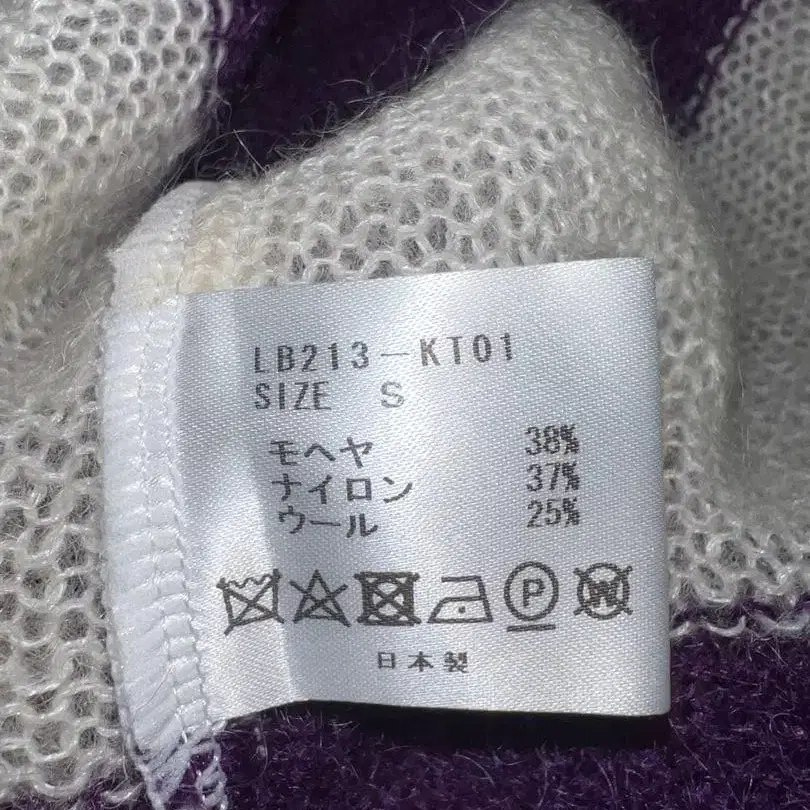 LB213-KT01
SIZE S
モヘヤ 38%
ナイロン 37%
ウール 25%
P W
日本製